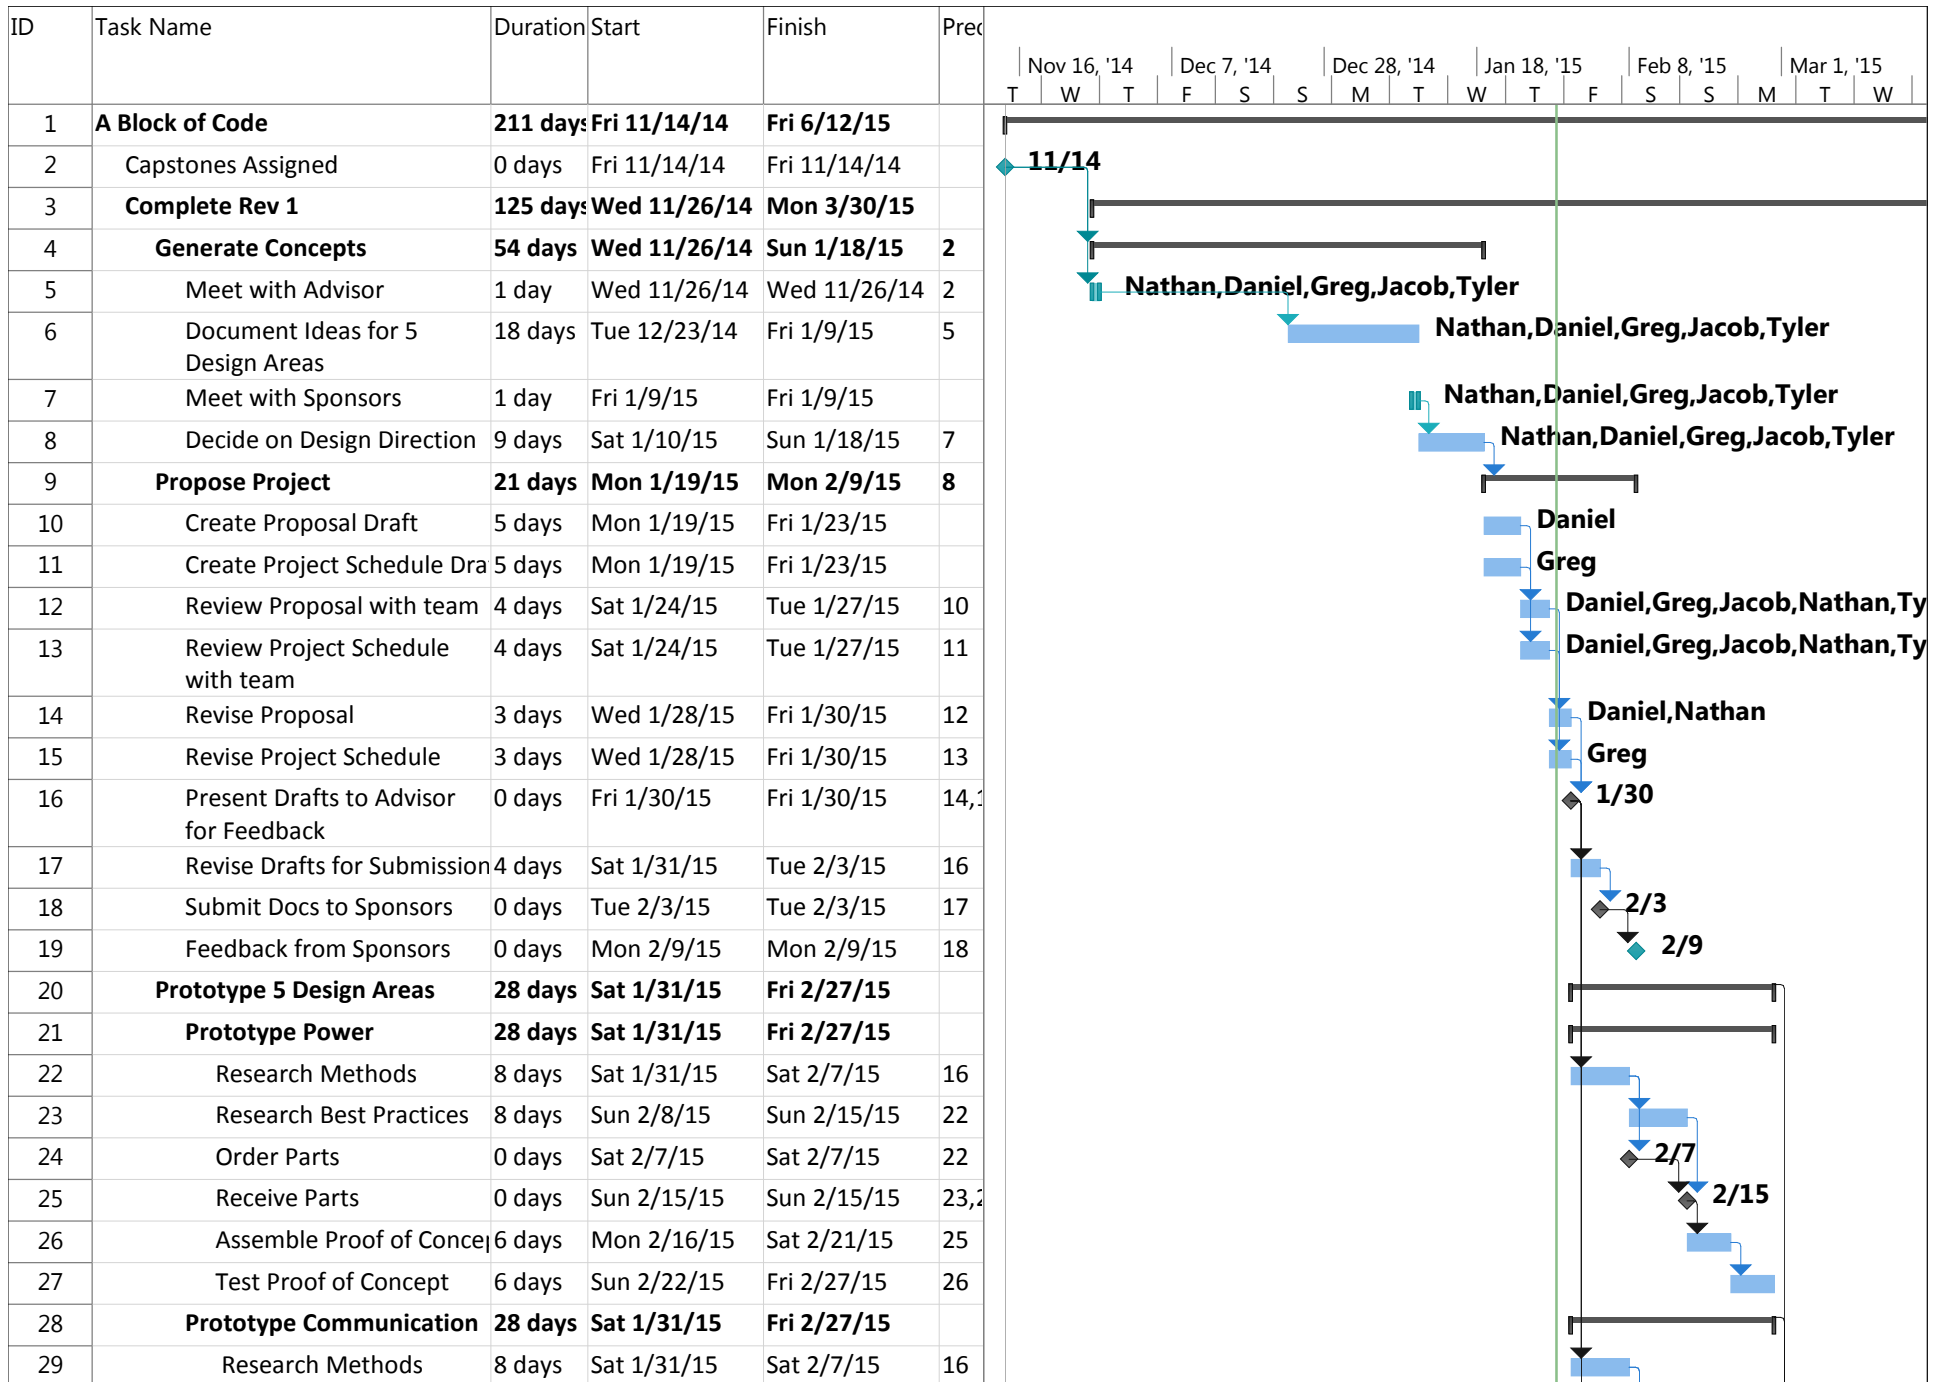 ID Task Name Duration Start Finish Prec
Nov 16, '14 Dec 7, '14 Dec 28, '14 Jan 18, '15 Feb 8, '15 Mar 1, '15
T W T F S S M T W T F S S M T W
1 A Block of Code 211 days Fri 11/14/14 Fri 6/12/15
2 Capstones Assigned 0 days Fri 11/14/14 Fri 11/14/14 11/14
3 Complete Rev 1 125 days Wed 11/26/14 Mon 3/30/15
4 Generate Concepts 54 days Wed 11/26/14 Sun 1/18/15 2
5 Meet with Advisor 1 day Wed 11/26/14 Wed 11/26/14 2 Nathan,Daniel,Greg,Jacob,Tyler
6 Document Ideas for 5 18 days Tue 12/23/14 Fri 1/9/15 5 Nathan,Daniel,Greg,Jacob,Tyler
Design Areas
7 Meet with Sponsors 1 day Fri 1/9/15 Fri 1/9/15 Nathan,Daniel,Greg,Jacob,Tyler
8 Decide on Design Direction 9 days Sat 1/10/15 Sun 1/18/15 7 Nathan,Daniel,Greg,Jacob,Tyler
9 Propose Project 21 days Mon 1/19/15 Mon 2/9/15 8
10 Create Proposal Draft 5 days Mon 1/19/15 Fri 1/23/15 Daniel
11 Create Project Schedule Dra 5 days Mon 1/19/15 Fri 1/23/15 Greg
12 Review Proposal with team 4 days Sat 1/24/15 Tue 1/27/15 10 Daniel,Greg,Jacob,Nathan,Ty
13 Review Project Schedule 4 days Sat 1/24/15 Tue 1/27/15 11 Daniel,Greg,Jacob,Nathan,Ty
with team
14 Revise Proposal 3 days Wed 1/28/15 Fri 1/30/15 12 Daniel,Nathan
15 Revise Project Schedule 3 days Wed 1/28/15 Fri 1/30/15 13 Greg
16 Present Drafts to Advisor 0 days Fri 1/30/15 Fri 1/30/15 14,1 1/30
for Feedback
17 Revise Drafts for Submission 4 days Sat 1/31/15 Tue 2/3/15 16
18 Submit Docs to Sponsors 0 days Tue 2/3/15 Tue 2/3/15 17 2/3
19 Feedback from Sponsors 0 days Mon 2/9/15 Mon 2/9/15 18 2/9
20 Prototype 5 Design Areas 28 days Sat 1/31/15 Fri 2/27/15
21 Prototype Power 28 days Sat 1/31/15 Fri 2/27/15
22 Research Methods 8 days Sat 1/31/15 Sat 2/7/15 16
23 Research Best Practices 8 days Sun 2/8/15 Sun 2/15/15 22
24 Order Parts 0 days Sat 2/7/15 Sat 2/7/15 22 2/7
25 Receive Parts 0 days Sun 2/15/15 Sun 2/15/15 23,2 2/15
26 Assemble Proof of Concep 6 days Mon 2/16/15 Sat 2/21/15 25
27 Test Proof of Concept 6 days Sun 2/22/15 Fri 2/27/15 26
28 Prototype Communication 28 days Sat 1/31/15 Fri 2/27/15
29 Research Methods 8 days Sat 1/31/15 Sat 2/7/15 16